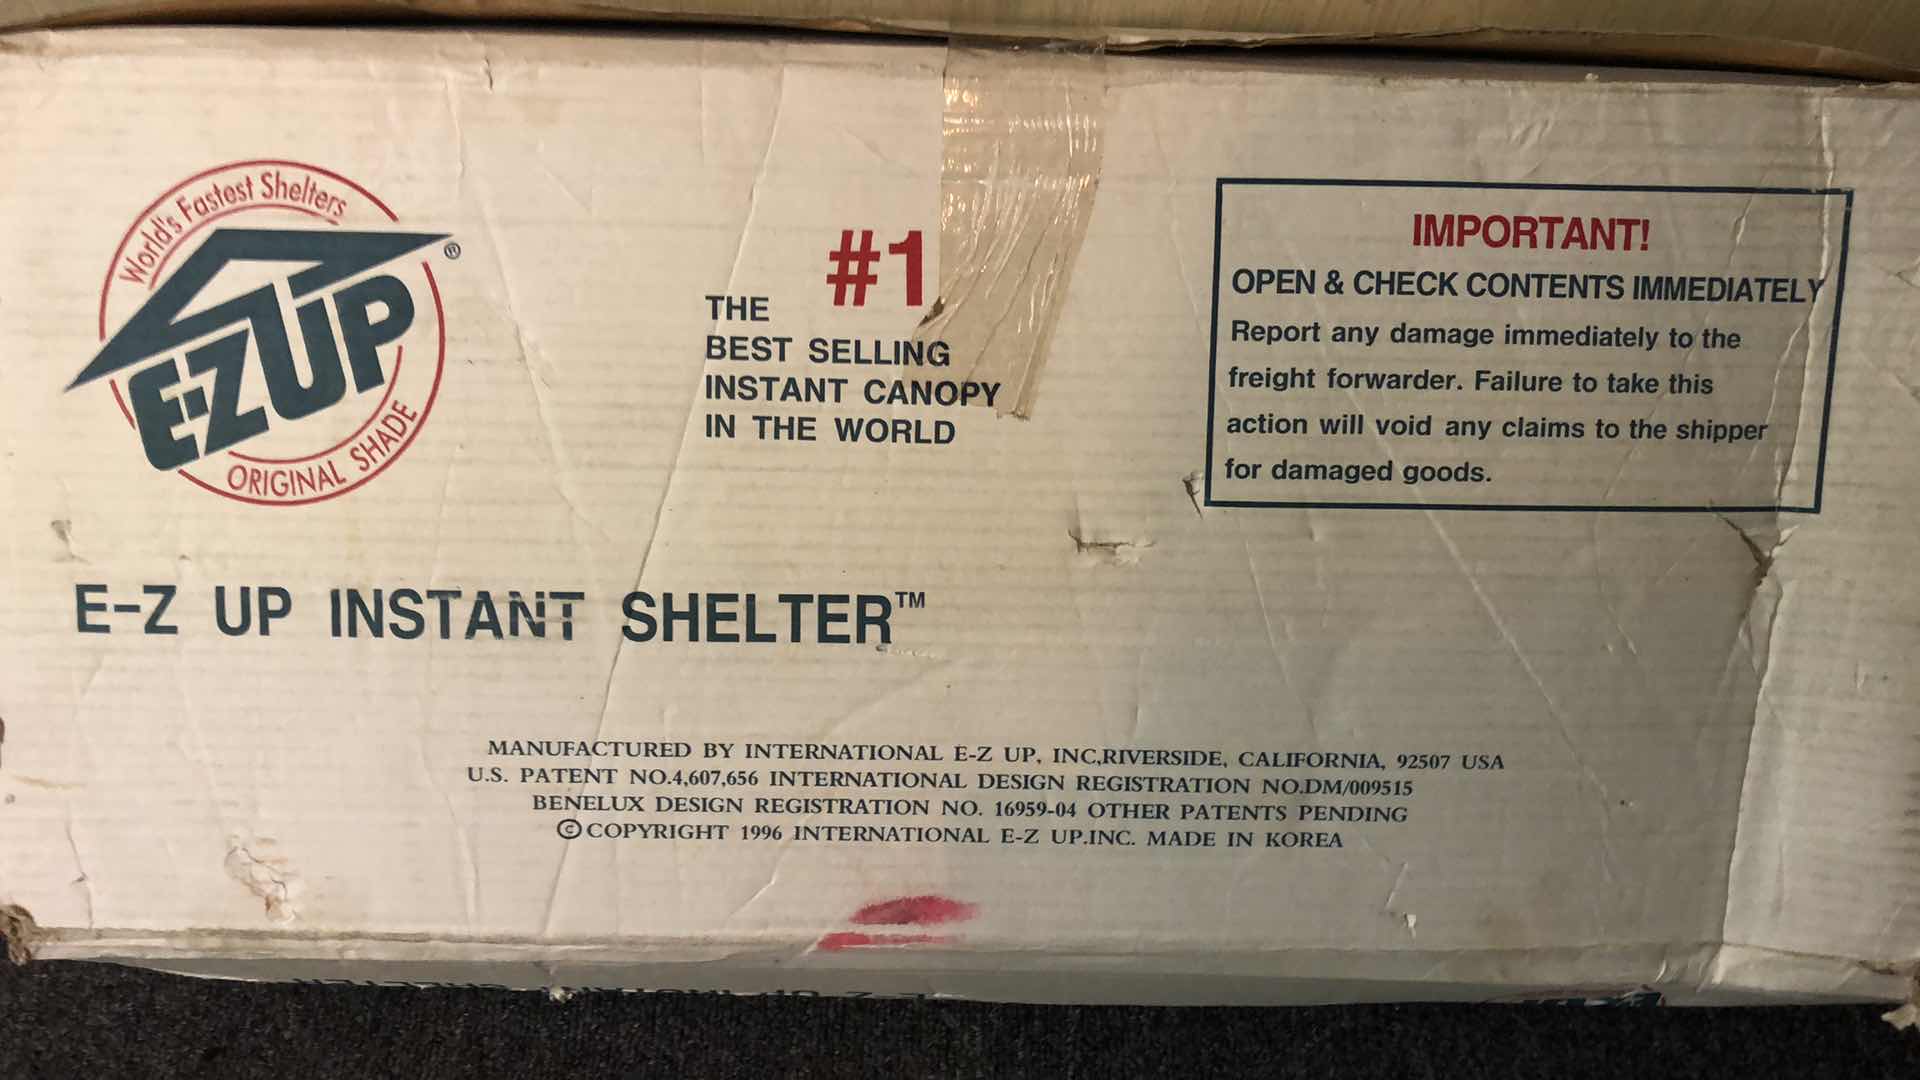 World's Fastest Shelters
E-Z UP ®
ORIGINAL SHADE
#1
THE
BEST SELLING
INSTANT CANOPY
IN THE WORLD
IMPORTANT!
OPEN & CHECK CONTENTS IMMEDIATELY
Report any damage immediately to the
freight forwarder. Failure to take this
action will void any claims to the shipper
for damaged goods.
E-Z UP INSTANT SHELTER™
MANUFACTURED BY INTERNATIONAL E-Z UP, INC,RIVERSIDE, CALIFORNIA, 92507 USA
U.S. PATENT NO.4,607,656 INTERNATIONAL DESIGN REGISTRATION NO.DM/009515
BENELUX DESIGN REGISTRATION NO. 16959-04 OTHER PATENTS PENDING
©COPYRIGHT 1996 INTERNATIONAL E-Z UP.INC. MADE IN KOREA